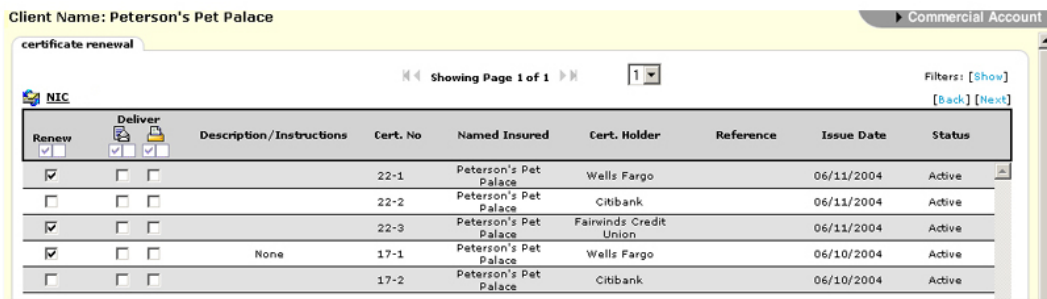 Client Name: Peterson's Pet Palace
Commercial Account
certificate renewal
Showing Page 1 of 1
1
Filters: [Show]
NIC
[Back] [Next]
Deliver
Renew Description/Instructions Cert. No Named Insured Cert. Holder Reference Issue Date Status
22-1 Peterson's Pet Palace Wells Fargo 06/11/2004 Active
22-2 Peterson's Pet Palace Citibank 06/11/2004 Active
22-3 Peterson's Pet Palace Fairwinds Credit Union 06/11/2004 Active
None 17-1 Peterson's Pet Palace Wells Fargo 06/10/2004 Active
17-2 Peterson's Pet Palace Citibank 06/10/2004 Active